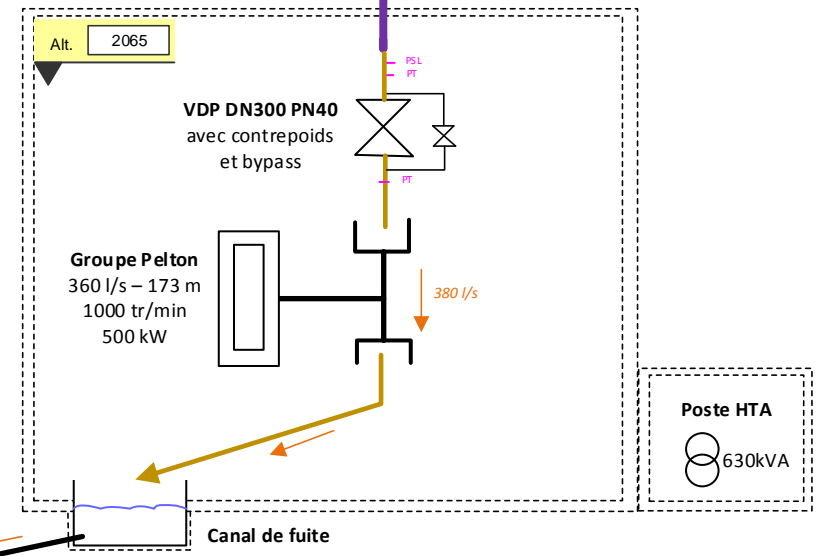 Alt. 2065
PSL
PT
VDP DN300 PN40
avec contrepoids
et bypass
PT
Groupe Pelton
360 l/s – 173 m
1000 tr/min
500 kW
380 l/s
Poste HTA
630kVA
Canal de fuite